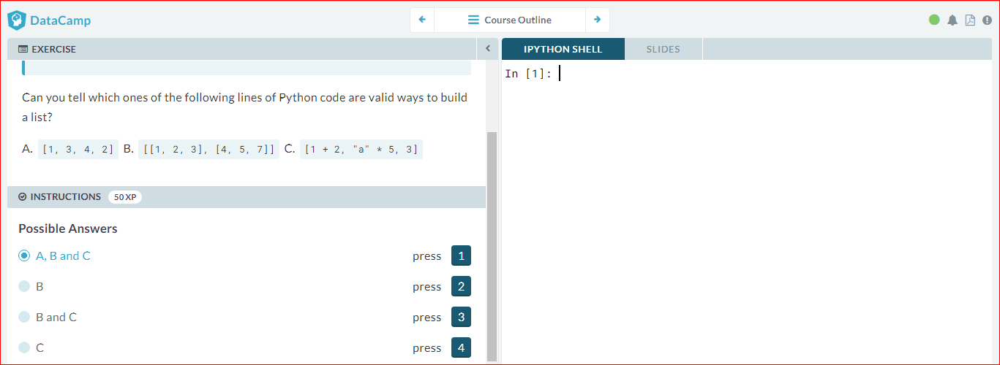 DataCamp
Course Outline
EXERCISE
IPYTHON SHELL
SLIDES
In [1]:
Can you tell which ones of the following lines of Python code are valid ways to build
a list?
A. [1, 3, 4, 2] B. [[1, 2, 3], [4, 5, 7]] C. [1 + 2, "a" * 5, 3]
INSTRUCTIONS 50 XP
Possible Answers
A, B and C press 1
B press 2
B and C press 3
C press 4